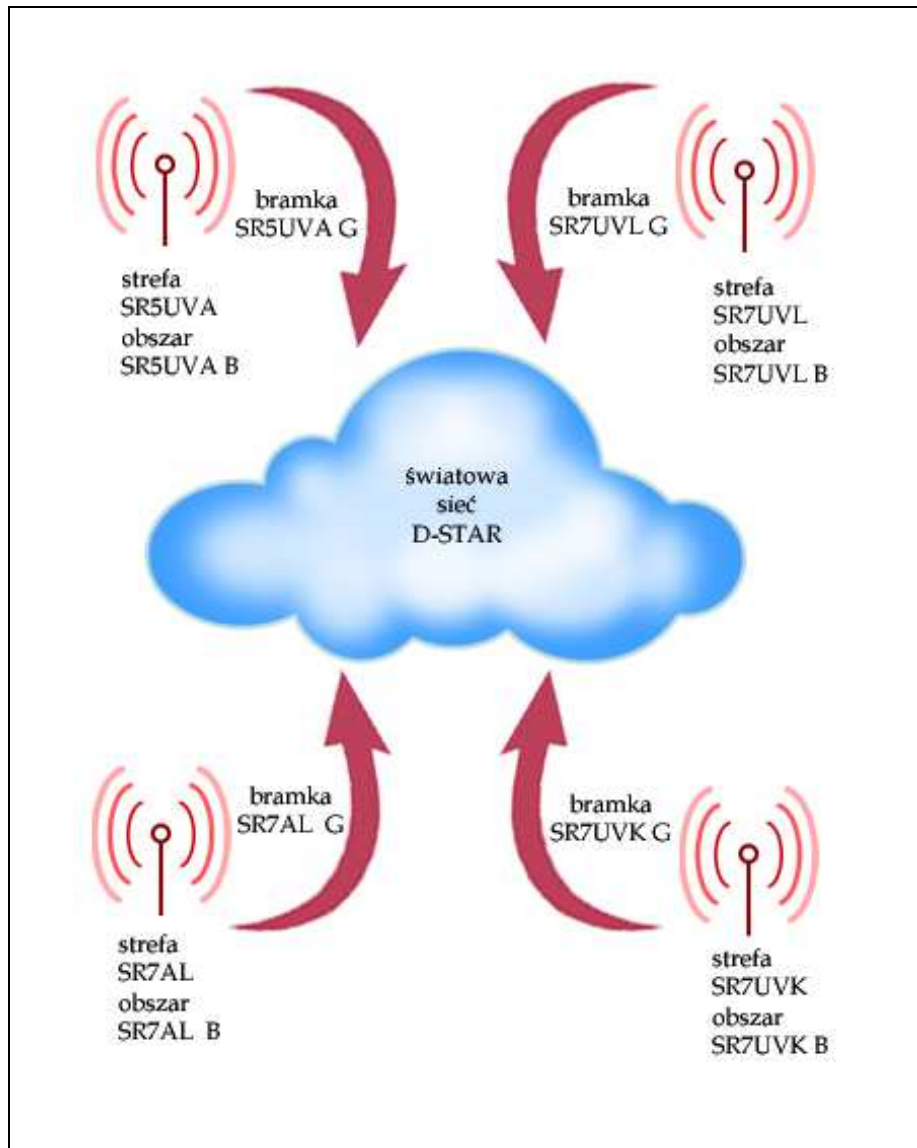 bramka
SR5UVA G
strefa
SR5UVA
obszar
SR5UVA B
bramka
SR7UVL G
strefa
SR7UVL
obszar
SR7UVL B
światowa
sieć
D-STAR
bramka
SR7AL G
strefa
SR7AL
obszar
SR7AL B
bramka
SR7UVK G
strefa
SR7UVK
obszar
SR7UVK B